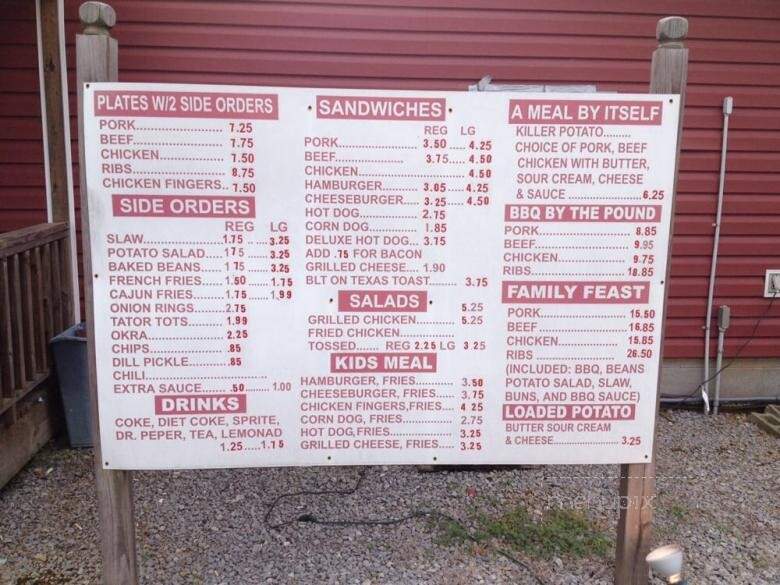 PLATES W/2 SIDE ORDERS
PORK........................ 7.25
BEEF......................... 7.75
CHICKEN.................. 7.50
RIBS......................... 8.75
CHICKEN FINGERS.. 7.50
SIDE ORDERS
REG LG
SLAW..................... 1.75 .. ... 3.25
POTATO SALAD..... 1 75 ..... 3.25
BAKED BEANS...... 1 75 ..... 3.25
FRENCH FRIES...... 1.50 ..... 1.75
CAJUN FRIES........ 1.75 ..... 1.99
ONION RINGS....... 2.75
TATOR TOTS......... 1.99
OKRA..................... 2.25
CHIPS.................... .85
DILL PICKLE.......... .85
CHILI..............................
EXTRA SAUCE...... .50 ......... 1.00
DRINKS
COKE, DIET COKE, SPRITE,
DR. PEPER, TEA, LEMONAD
1.25.....1.75
SANDWICHES
REG LG
PORK........................ 3.50 .... 4.25
BEEF........................ 3.75.... 4.50
CHICKEN........................... 4.50
HAMBURGER.......... 3.05 .... 4.25
CHEESEBURGER.... 3.25 .... 4.50
HOT DOG................ 2.75
CORN DOG............. 1.85
DELUXE HOT DOG... 3.75
ADD .75 FOR BACON
GRILLED CHEESE.... 1.90
BLT ON TEXAS TOAST........ 3.75
SALADS
5.25
GRILLED CHICKEN............. 5.25
FRIED CHICKEN................
TOSSED..... REG 2.25 LG 3 25
KIDS MEAL
HAMBURGER, FRIES............ 3.50
CHEESEBURGER, FRIES...... 3.75
CHICKEN FINGERS,FRIES... 4 25
CORN DOG, FRIES.............. 2.75
HOT DOG,FRIES................. 3.25
GRILLED CHEESE, FRIES..... 3.25
A MEAL BY ITSELF
KILLER POTATO.........
CHOICE OF PORK, BEEF
CHICKEN WITH BUTTER,
SOUR CREAM, CHEESE
& SAUCE ........................ 6.25
BBQ BY THE POUND
PORK............................ 8.85
BEEF............................. 9.95
CHICKEN...................... 9.75
RIBS............................. 18.85
FAMILY FEAST
PORK............................ 15.50
BEEF............................. 16.85
CHICKEN...................... 15.85
RIBS ............................. 26.50
(INCLUDED: BBQ, BEANS
POTATO SALAD, SLAW,
BUNS, AND BBQ SAUCE)
LOADED POTATO
BUTTER SOUR CREAM
& CHEESE.................. 3.25
menupix